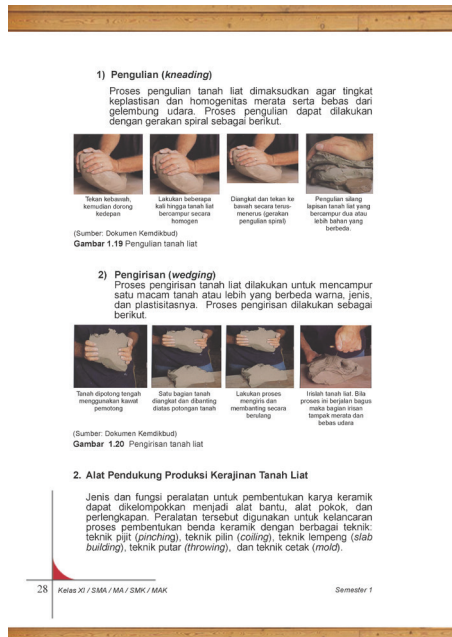 1) Pengulian (kneading)
Proses pengulian tanah liat dimaksudkan agar tingkat
keplastisan dan homogenitas merata serta bebas dari
gelembung udara. Proses pengulian dapat dilakukan
dengan gerakan spiral sebagai berikut.
Tekan kebawah,
kemudian dorong
kedepan
Lakukan beberapa
kali hingga tanah liat
bercampur secara
homogen
Diangkat dan tekan ke
bawah secara terus-
menerus (gerakan
pengulian spiral)
Pengulian silang
lapisan tanah liat yang
bercampur dua atau
lebih bahan yang
berbeda.
(Sumber: Dokumen Kemdikbud)
Gambar 1.19 Pengulian tanah liat
2) Pengirisan (wedging)
Proses pengirisan tanah liat dilakukan untuk mencampur
satu macam tanah atau lebih yang berbeda warna, jenis,
dan plastisitasnya. Proses pengirisan dilakukan sebagai
berikut.
Tanah dipotong tengah
menggunakan kawat
pemotong
Satu bagian tanah
diangkat dan dibanting
diatas potongan tanah
Lakukan proses
mengiris dan
membanting secara
berulang
Irislah tanah liat. Bila
proses ini berjalan bagus
maka bagian irisan
tampak merata dan
bebas udara
(Sumber: Dokumen Kemdikbud)
Gambar 1.20 Pengirisan tanah liat
2. Alat Pendukung Produksi Kerajinan Tanah Liat
Jenis dan fungsi peralatan untuk pembentukan karya keramik
dapat dikelompokkan menjadi alat bantu, alat pokok, dan
perlengkapan. Peralatan tersebut digunakan untuk kelancaran
proses pembentukan benda keramik dengan berbagai teknik:
teknik pijit (pinching), teknik pilin (coiling), teknik lempeng (slab
building), teknik putar (throwing), dan teknik cetak (mold).
28 Kelas XI / SMA / MA / SMK / MAK Semester 1